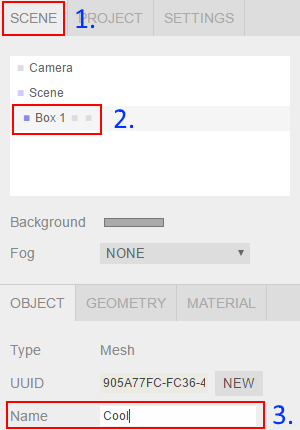 SCENE 1. PROJECT SETTINGS
Camera
Scene
Box 1 2.
Background
Fog NONE
OBJECT GEOMETRY MATERIAL
Type Mesh
UUID 905A77FC-FC36-4 NEW
Name Cool 3.